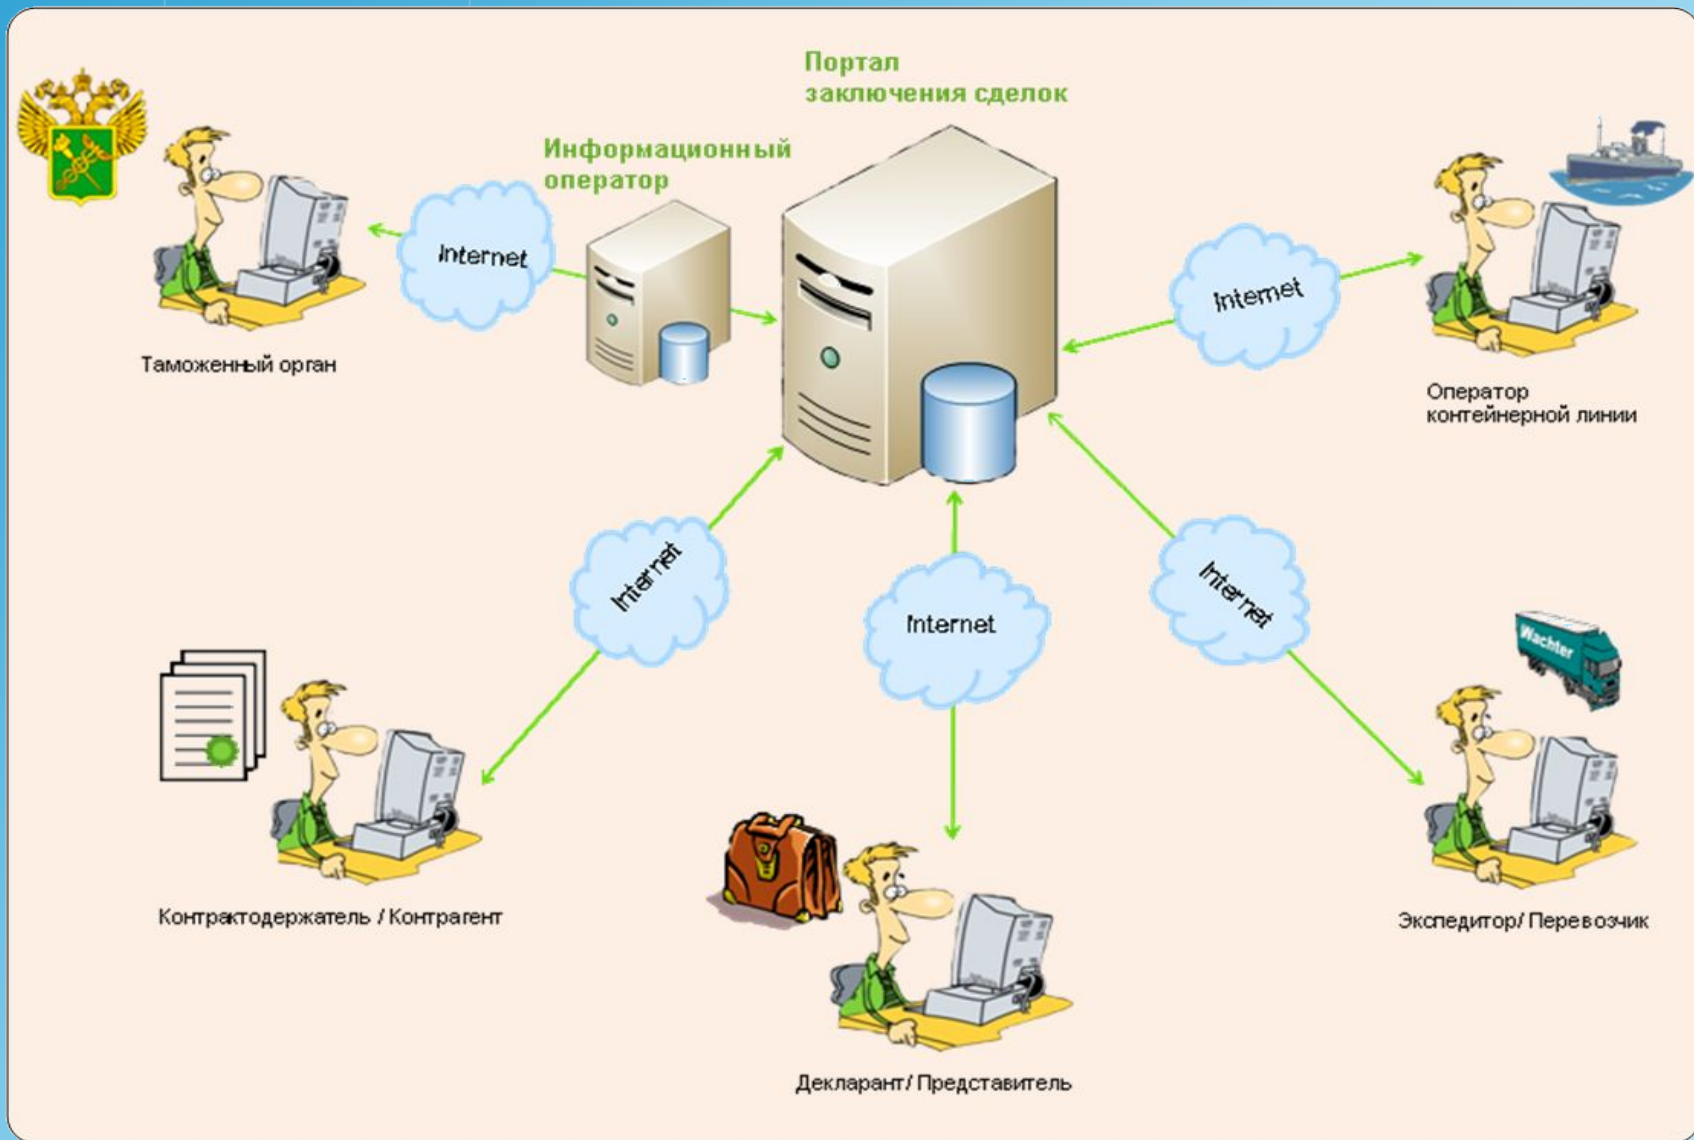 Портал
заключения сделок
Информационный
оператор
Internet
Internet
Таможенный орган
Оператор
контейнерной линии
Internet
Internet
Internet
Wachter
Контрактодержатель / Контрагент
Экспедитор/ Перевозчик
Декларант/ Представитель